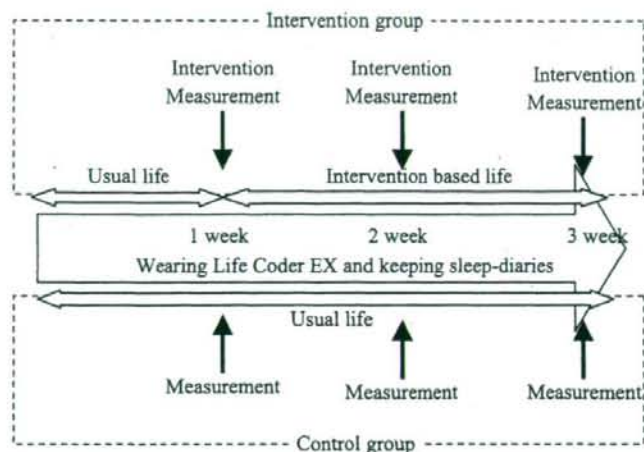 Intervention group
Intervention
Measurement
Intervention
Measurement
Intervention
Measurement
Usual life
Intervention based life
1 week
2 week
3 week
Wearing Life Coder EX and keeping sleep-diaries
Usual life
Measurement
Measurement
Measurement
Control group